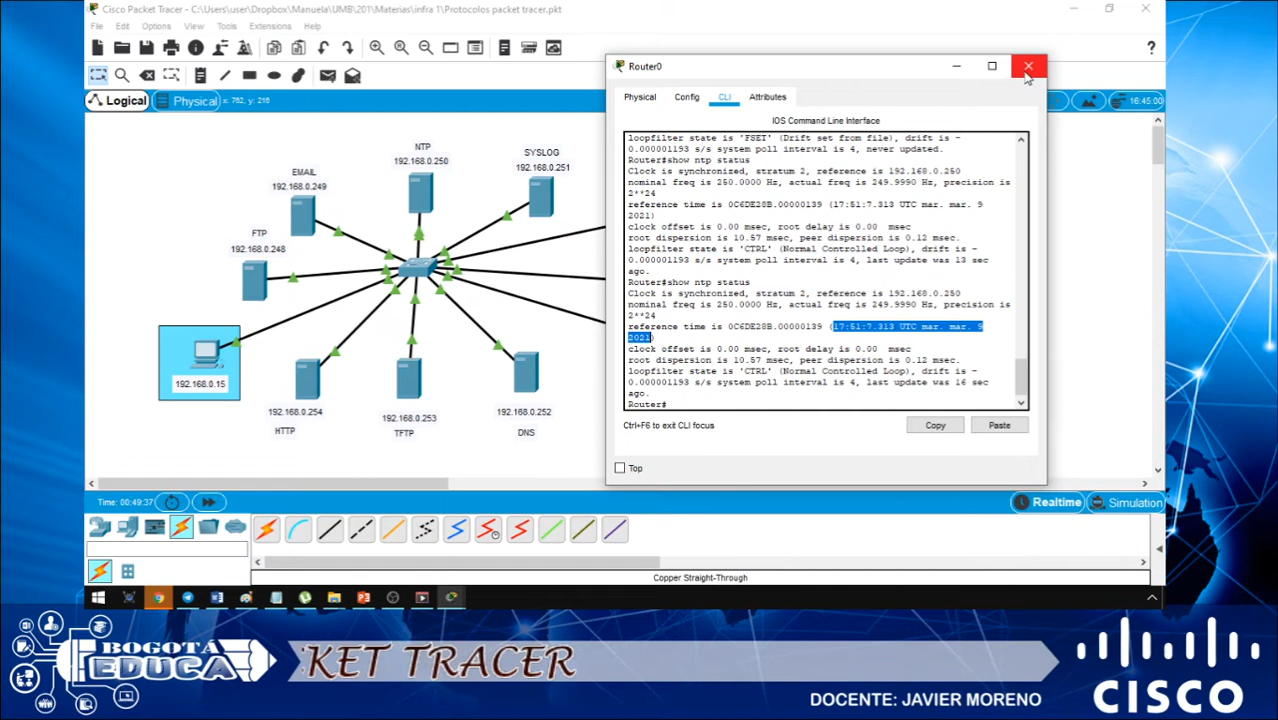 Cisco Packet Tracer - C:\Users\user\Dropbox\Manuela\UMB\201\Materias\infra 1\Protocolos packet tracer.pkt
File Edit Options View Tools Extensions Help
?
Logical Physical x: 762, y: 216
16:45:00
NTP
192.168.0.250
SYSLOG
192.168.0.251
EMAIL
192.168.0.249
FTP
192.168.0.248
192.168.0.15
192.168.0.254
HTTP
192.168.0.253
TFTP
192.168.0.252
DNS
Router0
Physical Config CLI Attributes
IOS Command Line Interface
loopfilter state is 'FSET' (Drift set from file), drift is -
0.000001193 s/s system poll interval is 4, never updated.
Router#show ntp status
Clock is synchronized, stratum 2, reference is 192.168.0.250
nominal freq is 250.0000 Hz, actual freq is 249.9990 Hz, precision is
2**24
reference time is 0C6DE28B.00000139 (17:51:7.313 UTC mar. mar. 9
2021)
clock offset is 0.00 msec, root delay is 0.00 msec
root dispersion is 10.57 msec, peer dispersion is 0.12 msec.
loopfilter state is 'CTRL' (Normal Controlled Loop), drift is -
0.000001193 s/s system poll interval is 4, last update was 13 sec
ago.
Router#show ntp status
Clock is synchronized, stratum 2, reference is 192.168.0.250
nominal freq is 250.0000 Hz, actual freq is 249.9990 Hz, precision is
2**24
reference time is 0C6DE28B.00000139 (17:51:7.313 UTC mar. mar. 9
2021)
clock offset is 0.00 msec, root delay is 0.00 msec
root dispersion is 10.57 msec, peer dispersion is 0.12 msec.
loopfilter state is 'CTRL' (Normal Controlled Loop), drift is -
0.000001193 s/s system poll interval is 4, last update was 16 sec
ago.
Router#
Ctrl+F6 to exit CLI focus
Copy Paste
Top
Time: 00:49:37
Realtime Simulation
Copper Straight-Through
BOGOTÁ
EDUCA
KET TRACER
DOCENTE: JAVIER MORENO
CISCO